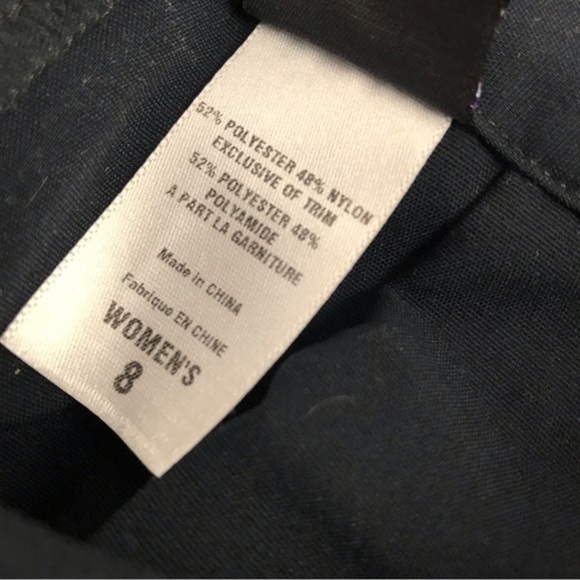 52% POLYESTER 48% NYLON
EXCLUSIVE OF TRIM
52% POLYESTER 48%
POLYAMIDE
A PART LA GARNITURE
Made in CHINA
Fabrique EN CHINE
WOMEN'S
8